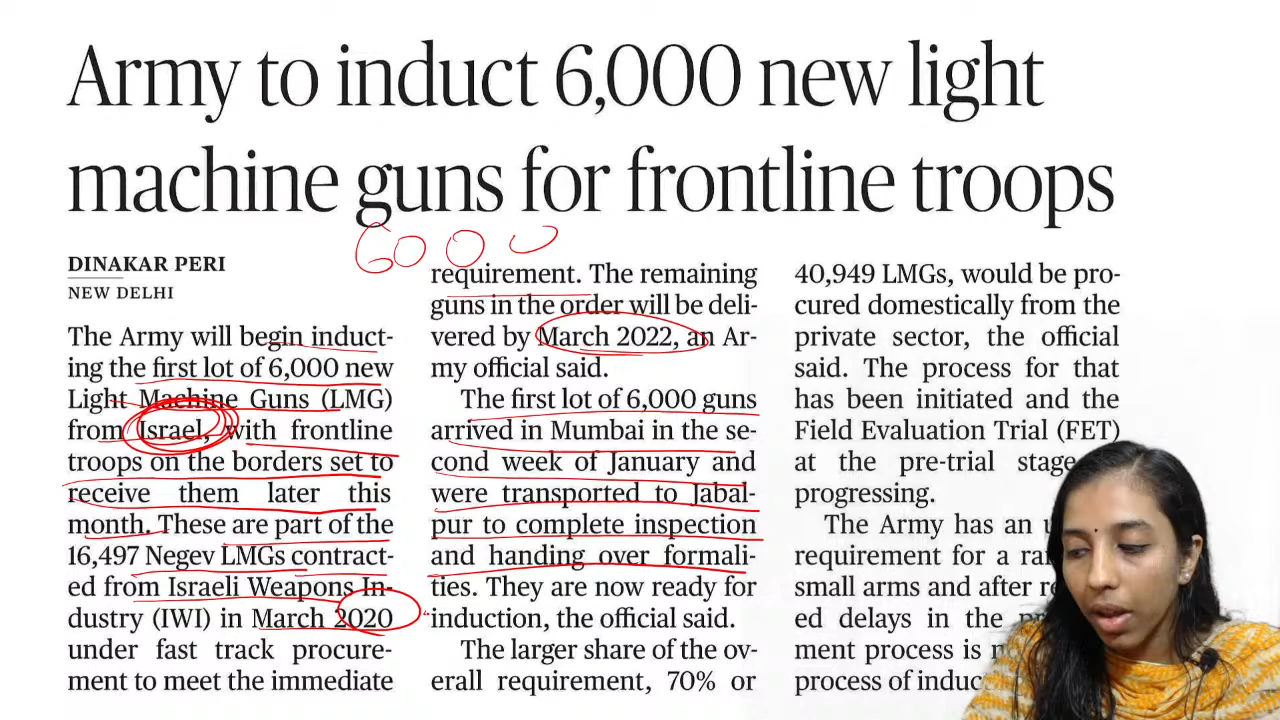 Army to induct 6,000 new light
machine guns for frontline troops
6000
DINAKAR PERI
NEW DELHI
The Army will begin induct-
ing the first lot of 6,000 new
Light Machine Guns (LMG)
from Israel, with frontline
troops on the borders set to
receive them later this
month. These are part of the
16,497 Negev LMGs contract-
ed from Israeli Weapons In-
dustry (IWI) in March 2020
under fast track procure-
ment to meet the immediate
requirement. The remaining
guns in the order will be deli-
vered by March 2022, an Ar-
my official said.
The first lot of 6,000 guns
arrived in Mumbai in the se-
cond week of January and
were transported to Jabal-
pur to complete inspection
and handing over formali-
ties. They are now ready for
induction, the official said.
The larger share of the ov-
erall requirement, 70% or
40,949 LMGs, would be pro-
cured domestically from the
private sector, the official
said. The process for that
has been initiated and the
Field Evaluation Trial (FET)
at the pre-trial stage
progressing.
The Army has an
requirement for a
small arms and after
ed delays in the
ment process is
process of